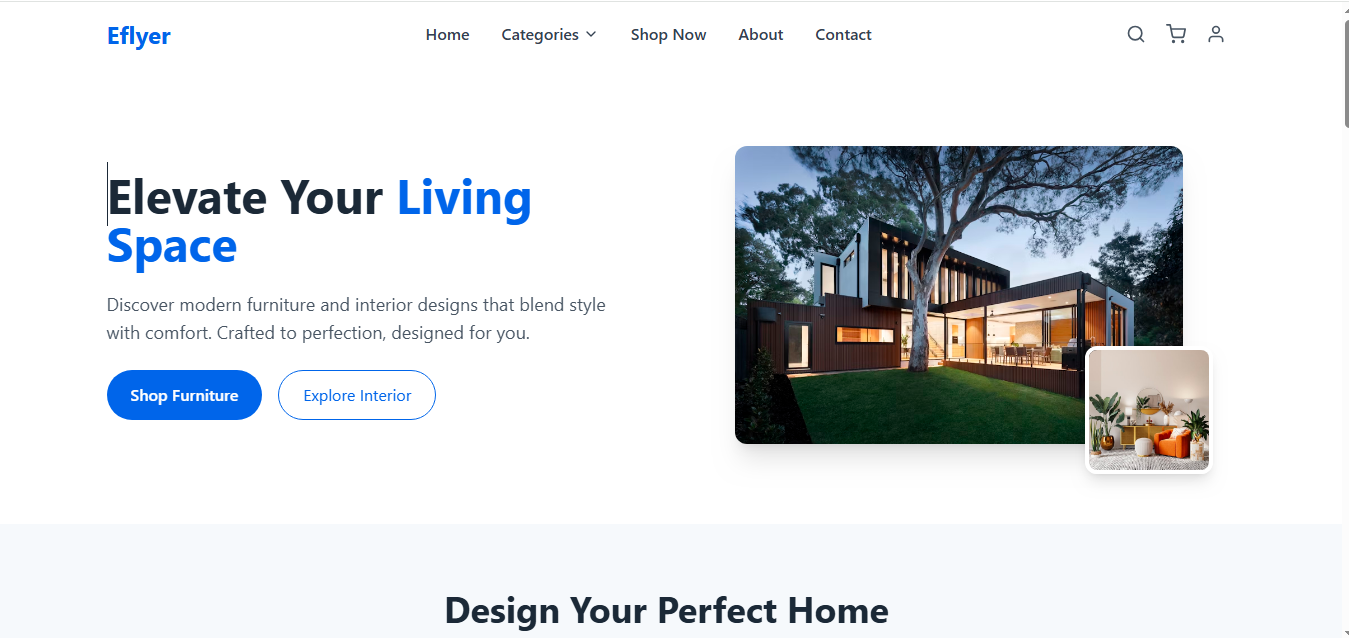 Eflyer
Home Categories Shop Now About Contact
Elevate Your Living
Space
Discover modern furniture and interior designs that blend style
with comfort. Crafted to perfection, designed for you.
Shop Furniture Explore Interior
Design Your Perfect Home